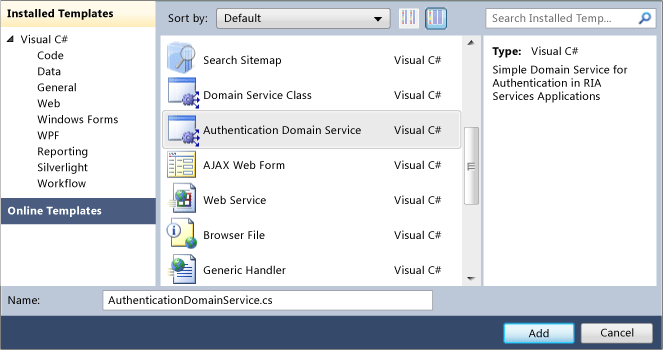 Installed Templates
Sort by: Default
Search Installed Temp...
Visual C#
Code
Data
General
Web
Windows Forms
WPF
Reporting
Silverlight
Workflow
Online Templates
Search Sitemap Visual C#
Domain Service Class Visual C#
Authentication Domain Service Visual C#
AJAX Web Form Visual C#
Web Service Visual C#
Browser File Visual C#
Generic Handler Visual C#
Type: Visual C#
Simple Domain Service for
Authentication in RIA
Services Applications
Name: AuthenticationDomainService.cs
Add Cancel